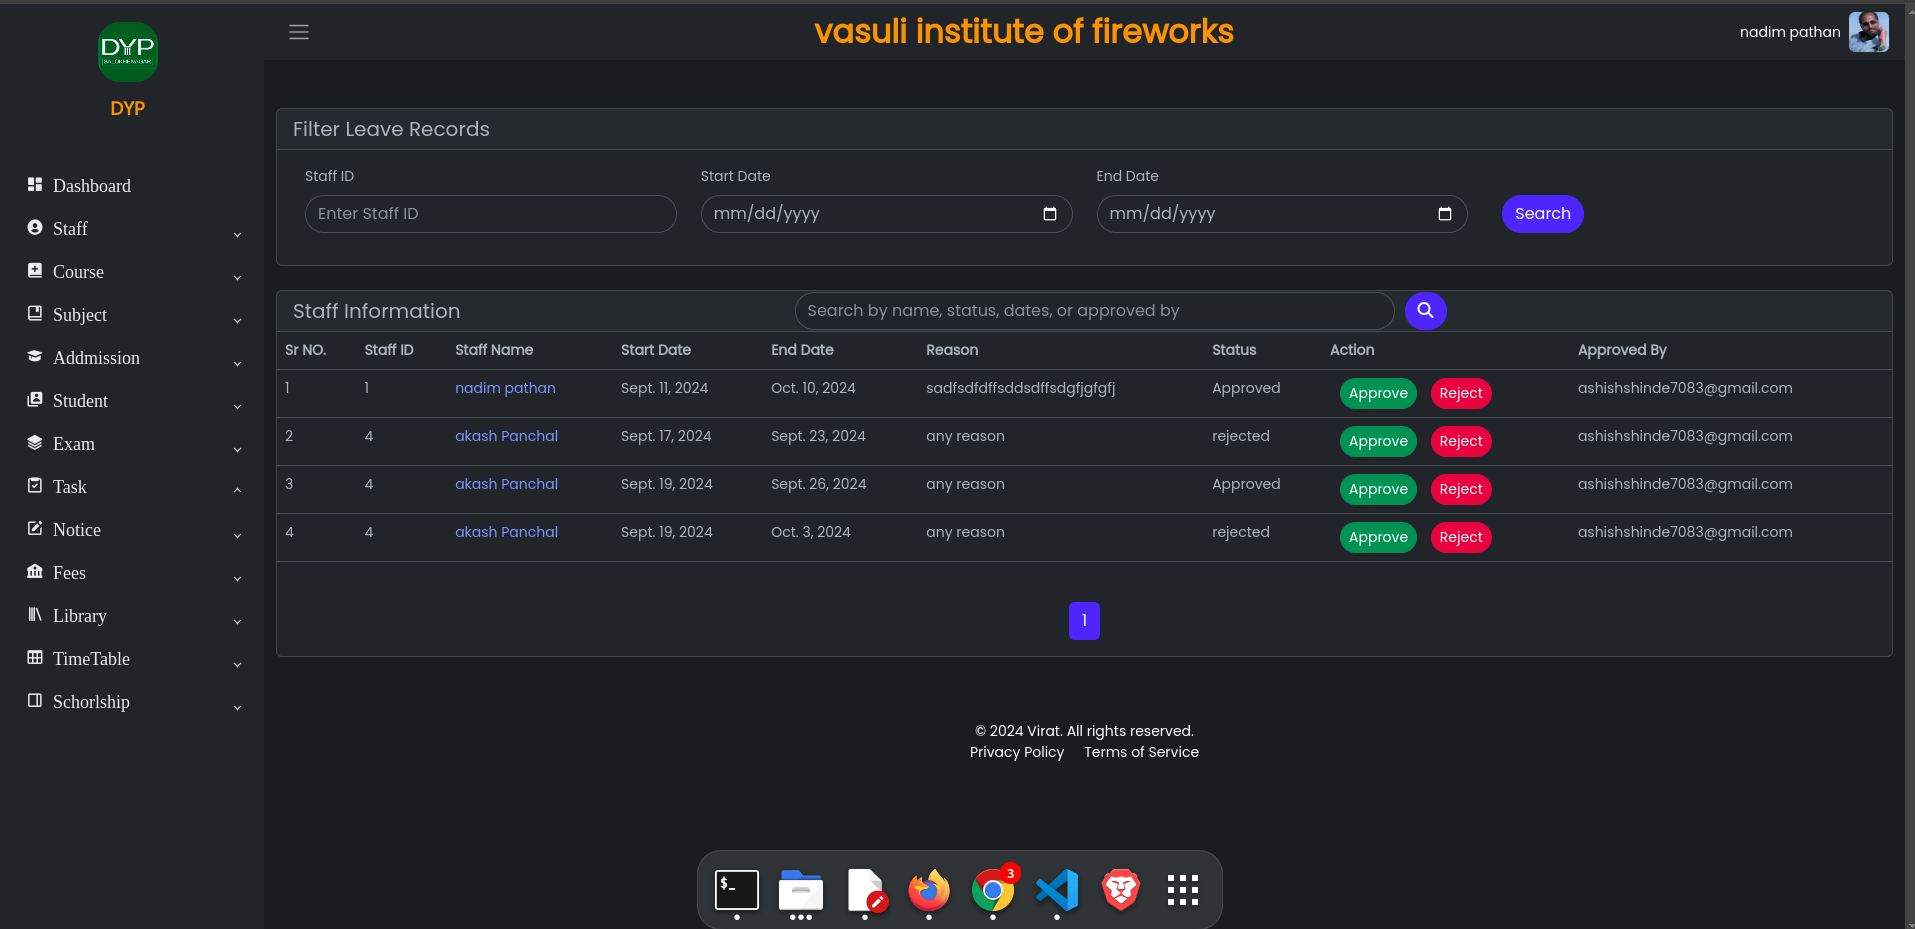 DYP
SALOKHENAGAR
DYP
vasuli institute of fireworks
nadim pathan
Dashboard
Staff
Course
Subject
Addmission
Student
Exam
Task
Notice
Fees
Library
TimeTable
Schorlship
Filter Leave Records
Staff ID Start Date End Date
Enter Staff ID mm/dd/yyyy mm/dd/yyyy Search
Staff Information Search by name, status, dates, or approved by
Sr NO. Staff ID Staff Name Start Date End Date Reason Status Action Approved By
1 1 nadim pathan Sept. 11, 2024 Oct. 10, 2024 sadfsdfdffsddsdffsdgfjgfgfj Approved Approve Reject ashishshinde7083@gmail.com
2 4 akash Panchal Sept. 17, 2024 Sept. 23, 2024 any reason rejected Approve Reject ashishshinde7083@gmail.com
3 4 akash Panchal Sept. 19, 2024 Sept. 26, 2024 any reason Approved Approve Reject ashishshinde7083@gmail.com
4 4 akash Panchal Sept. 19, 2024 Oct. 3, 2024 any reason rejected Approve Reject ashishshinde7083@gmail.com
1
© 2024 Virat. All rights reserved.
Privacy Policy Terms of Service
$_
3